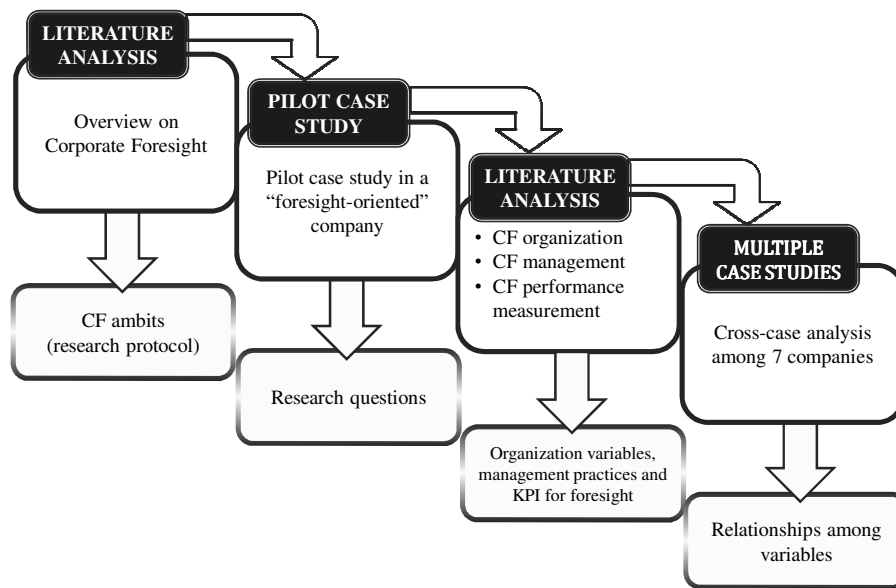 LITERATURE
ANALYSIS
Overview on
Corporate Foresight
CF ambits
(research protocol)
PILOT CASE
STUDY
Pilot case study in a
“foresight-oriented”
company
Research questions
LITERATURE
ANALYSIS
• CF organization
• CF management
• CF performance
measurement
Organization variables,
management practices and
KPI for foresight
MULTIPLE
CASE STUDIES
Cross-case analysis
among 7 companies
Relationships among
variables